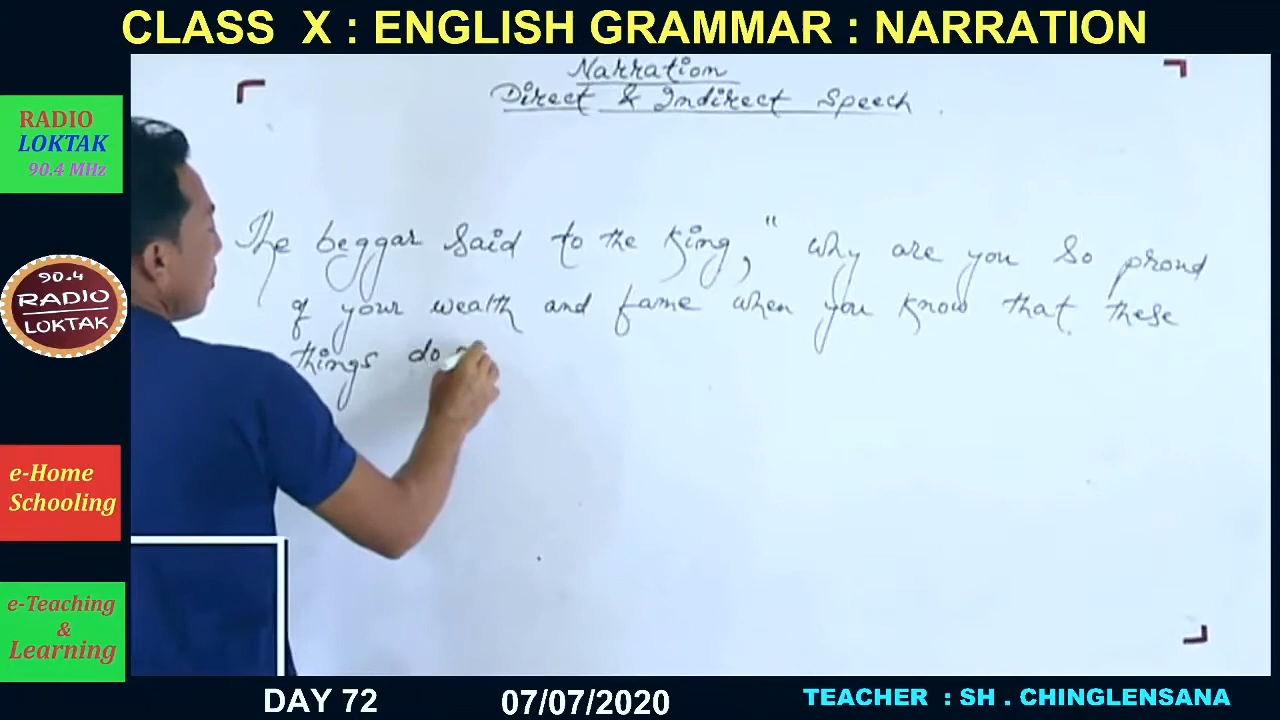 CLASS X : ENGLISH GRAMMAR : NARRATION
Narration
Direct & Indirect Speech
RADIO
LOKTAK
90.4 MHz
The beggar said to the King, " Why are you so proud
of your wealth and fame when you know that these
things do
90.4
RADIO
LOKTAK
e-Home
Schooling
e-Teaching
&
Learning
DAY 72
07/07/2020
TEACHER : SH . CHINGLENSANA